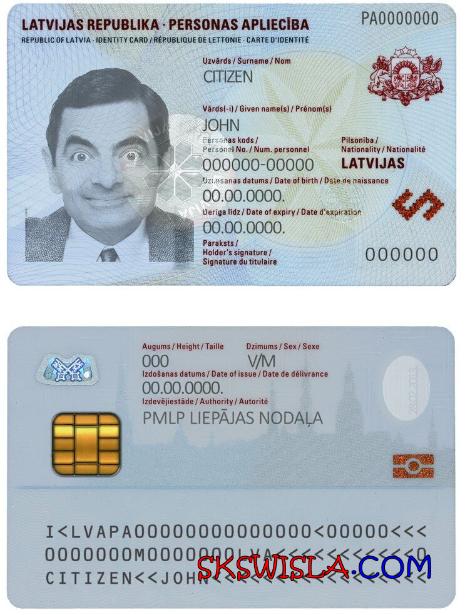 LATVIJAS REPUBLIKA · PERSONAS APLIECĪBA
PA0000000
REPUBLIC OF LATVIA · IDENTITY CARD / RÉPUBLIQUE DE LETTONIE · CARTE D'IDENTITÉ
Uzvārds / Surname / Nom
CITIZEN
Vārds(-i) / Given name(s) / Prénom(s)
JOHN
Personas kods /
Personal No. / Num. personnel
000000-00000
Pilsonība /
Nationality / Nationalité
LATVIJAS
Dzimšanas datums / Date of birth / Date de naissance
00.00.0000.
Derīga līdz / Date of expiry / Date d'expiration
00.00.0000.
Paraksts /
Holder's signature /
Signature du titulaire
000000
Augums / Height / Taille
000
Dzimums / Sex / Sexe
V/M
Izdošanas datums / Date of issue / Date de délivrance
00.00.0000.
Izdevējiestāde / Authority / Autorité
PMLP LIEPĀJAS NODAĻA
I<LVAPA0000000000000000<00000<<<
0000000M0000000LVA<<<<<<<<<<<0
CITIZEN<<JOHN
SKSWISLA.COM